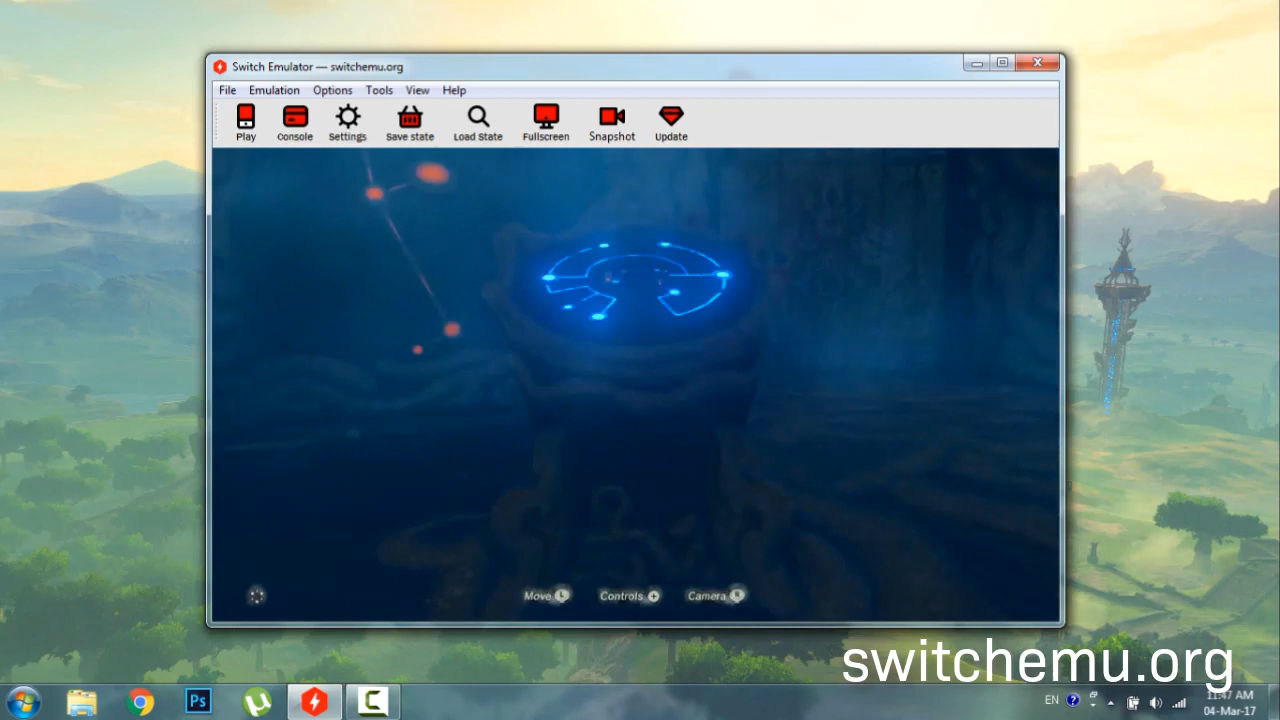 Switch Emulator — switchemu.org
File Emulation Options Tools View Help
Play Console Settings Save state Load State Fullscreen Snapshot Update
Move L Controls + Camera R
switchemu.org
Ps
EN ? 11:47 AM
04-Mar-17